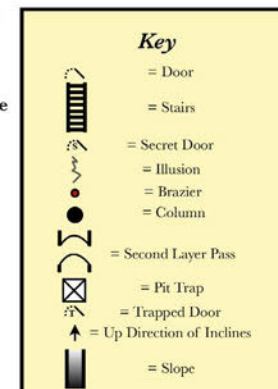 e
Key
= Door
= Stairs
S = Secret Door
= Illusion
= Brazier
= Column
= Second Layer Pass
= Pit Trap
T = Trapped Door
= Up Direction of Inclines
= Slope